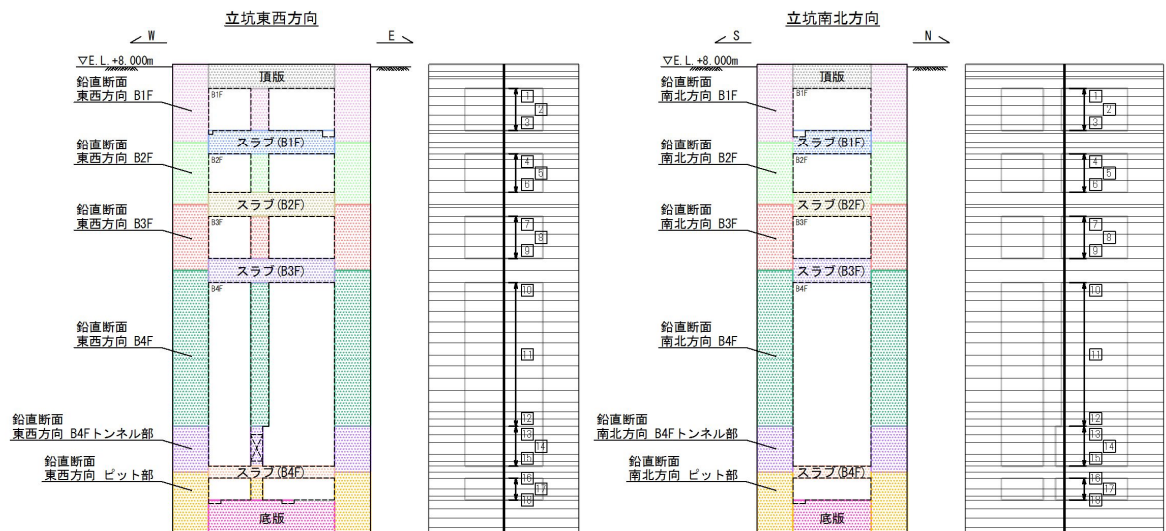 立坑東西方向
W
E
▽E.L.+8.000m
頂版
鉛直断面
東西方向 B1F
B1F
スラブ(B1F)
鉛直断面
東西方向 B2F
B2F
スラブ(B2F)
鉛直断面
東西方向 B3F
B3F
スラブ(B3F)
B4F
鉛直断面
東西方向 B4F
鉛直断面
東西方向 B4Fトンネル部
鉛直断面
東西方向 ピット部
スラブ(B4F)
底版
1
2
3
4
5
6
7
8
9
10
11
12
13
14
15
16
17
18
立坑南北方向
S
N
▽E.L.+8.000m
頂版
鉛直断面
南北方向 B1F
B1F
スラブ(B1F)
鉛直断面
南北方向 B2F
B2F
スラブ(B2F)
鉛直断面
南北方向 B3F
B3F
スラブ(B3F)
B4F
鉛直断面
南北方向 B4F
鉛直断面
南北方向 B4Fトンネル部
鉛直断面
南北方向 ピット部
スラブ(B4F)
底版
1
2
3
4
5
6
7
8
9
10
11
12
13
14
15
16
17
18